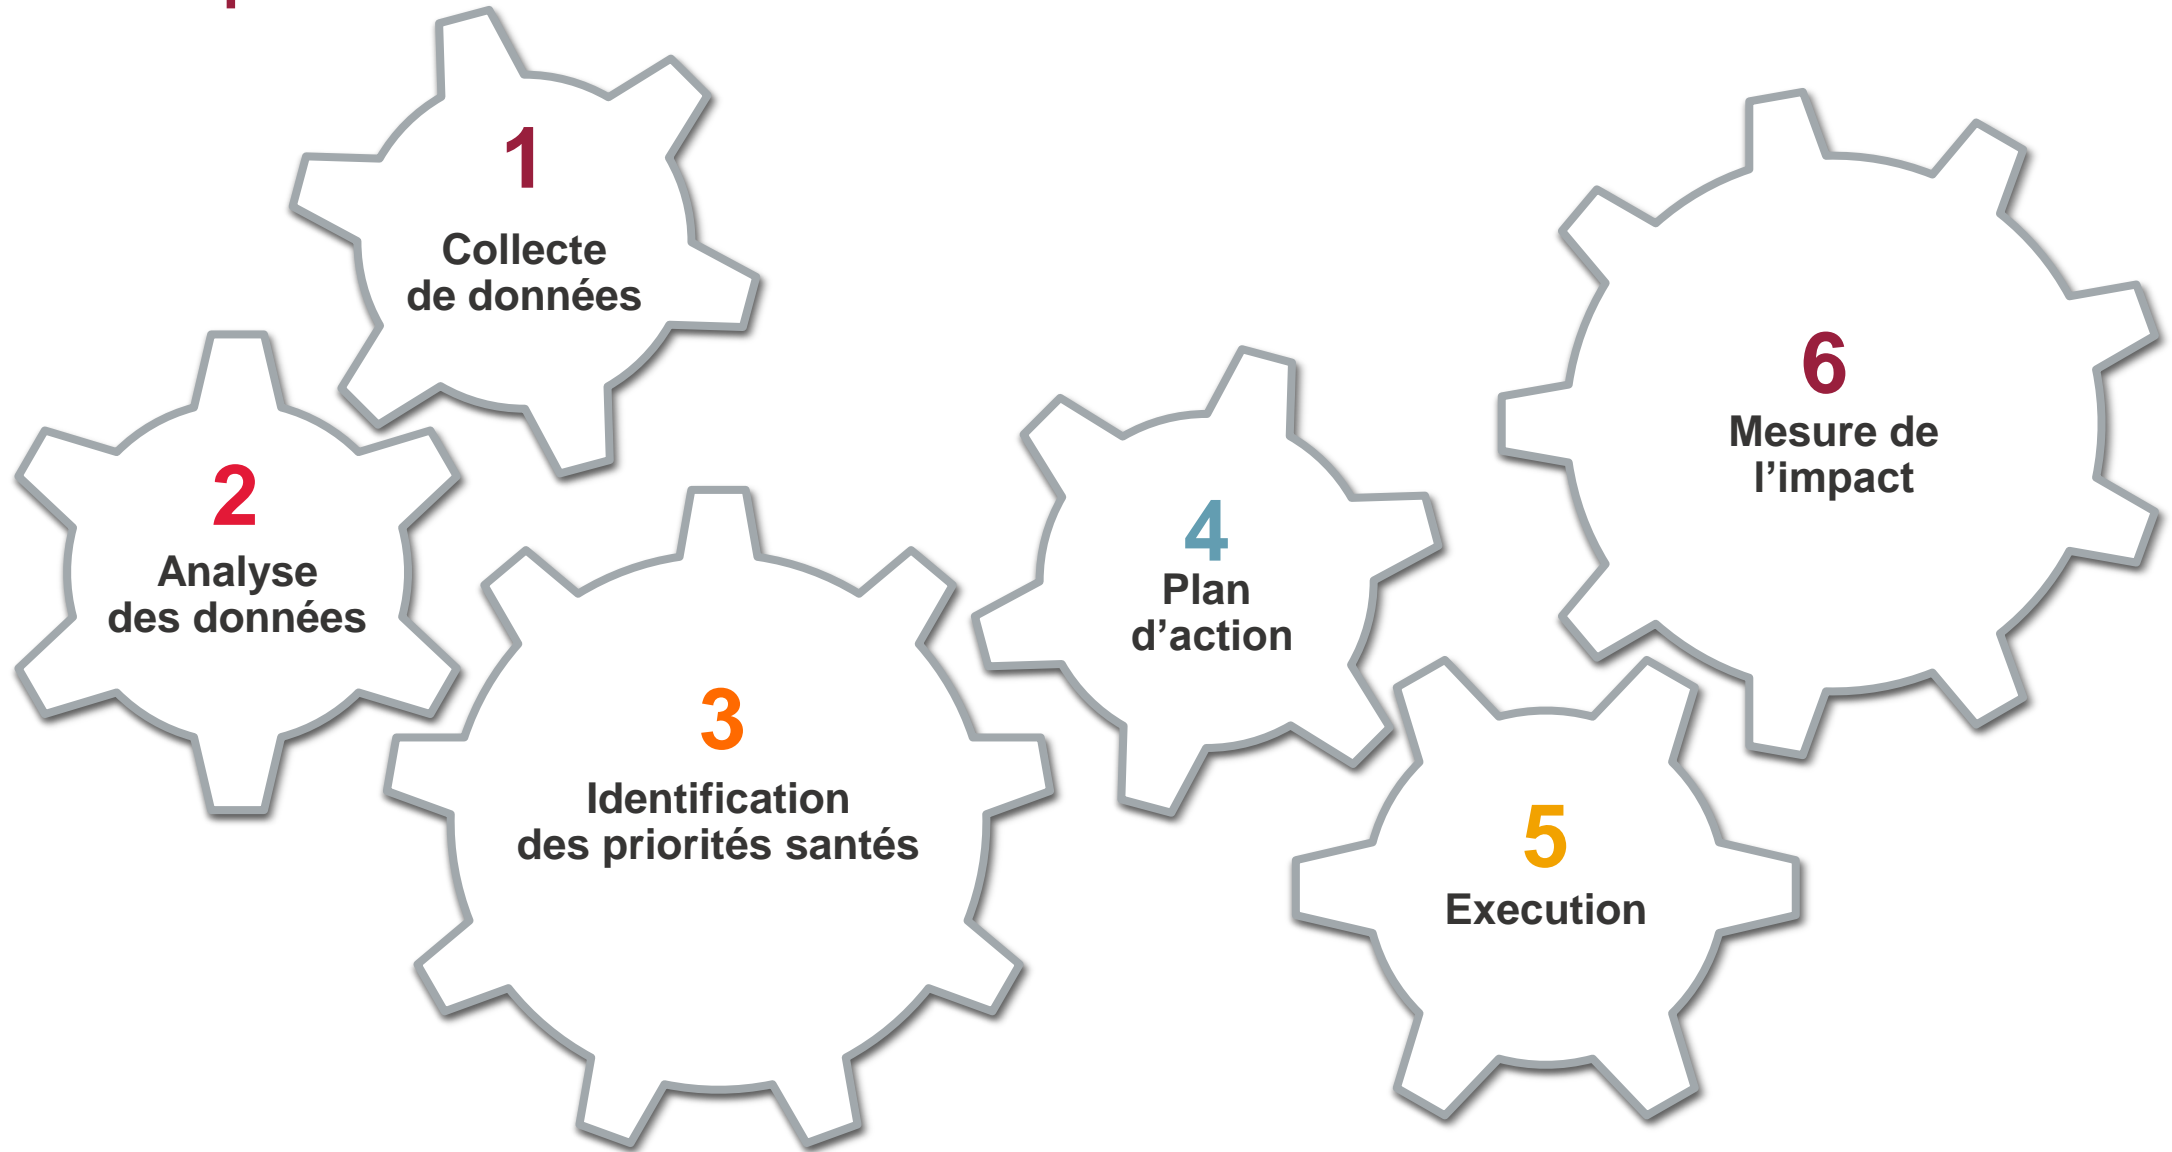 1
Collecte
de données
2
Analyse
des données
3
Identification
des priorités santés
4
Plan
d’action
5
Execution
6
Mesure de
l’impact